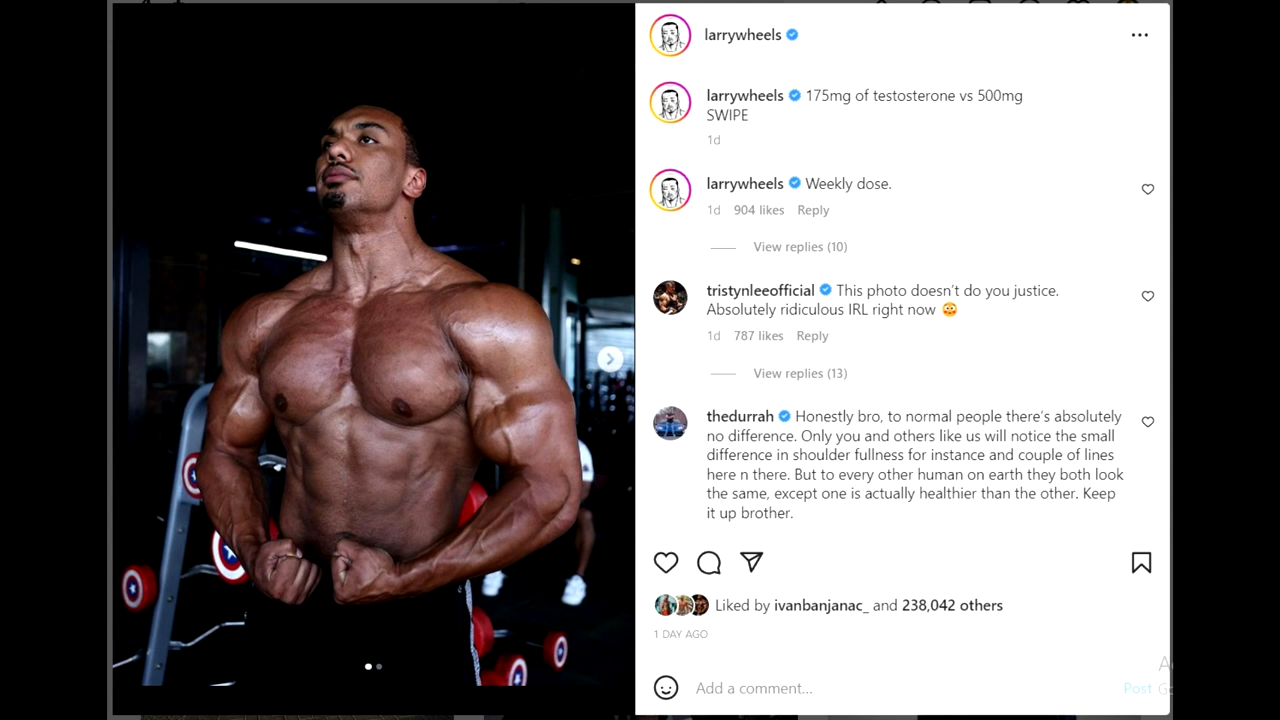 larrywheels
larrywheels 175mg of testosterone vs 500mg
SWIPE
1d
larrywheels Weekly dose.
1d 904 likes Reply
View replies (10)
tristynleeofficial This photo doesn't do you justice.
Absolutely ridiculous IRL right now 😳
1d 787 likes Reply
View replies (13)
thedurrah Honestly bro, to normal people there's absolutely
no difference. Only you and others like us will notice the small
difference in shoulder fullness for instance and couple of lines
here n there. But to every other human on earth they both look
the same, except one is actually healthier than the other. Keep
it up brother.
Liked by ivanbanjanac_ and 238,042 others
1 DAY AGO
Add a comment...
Post